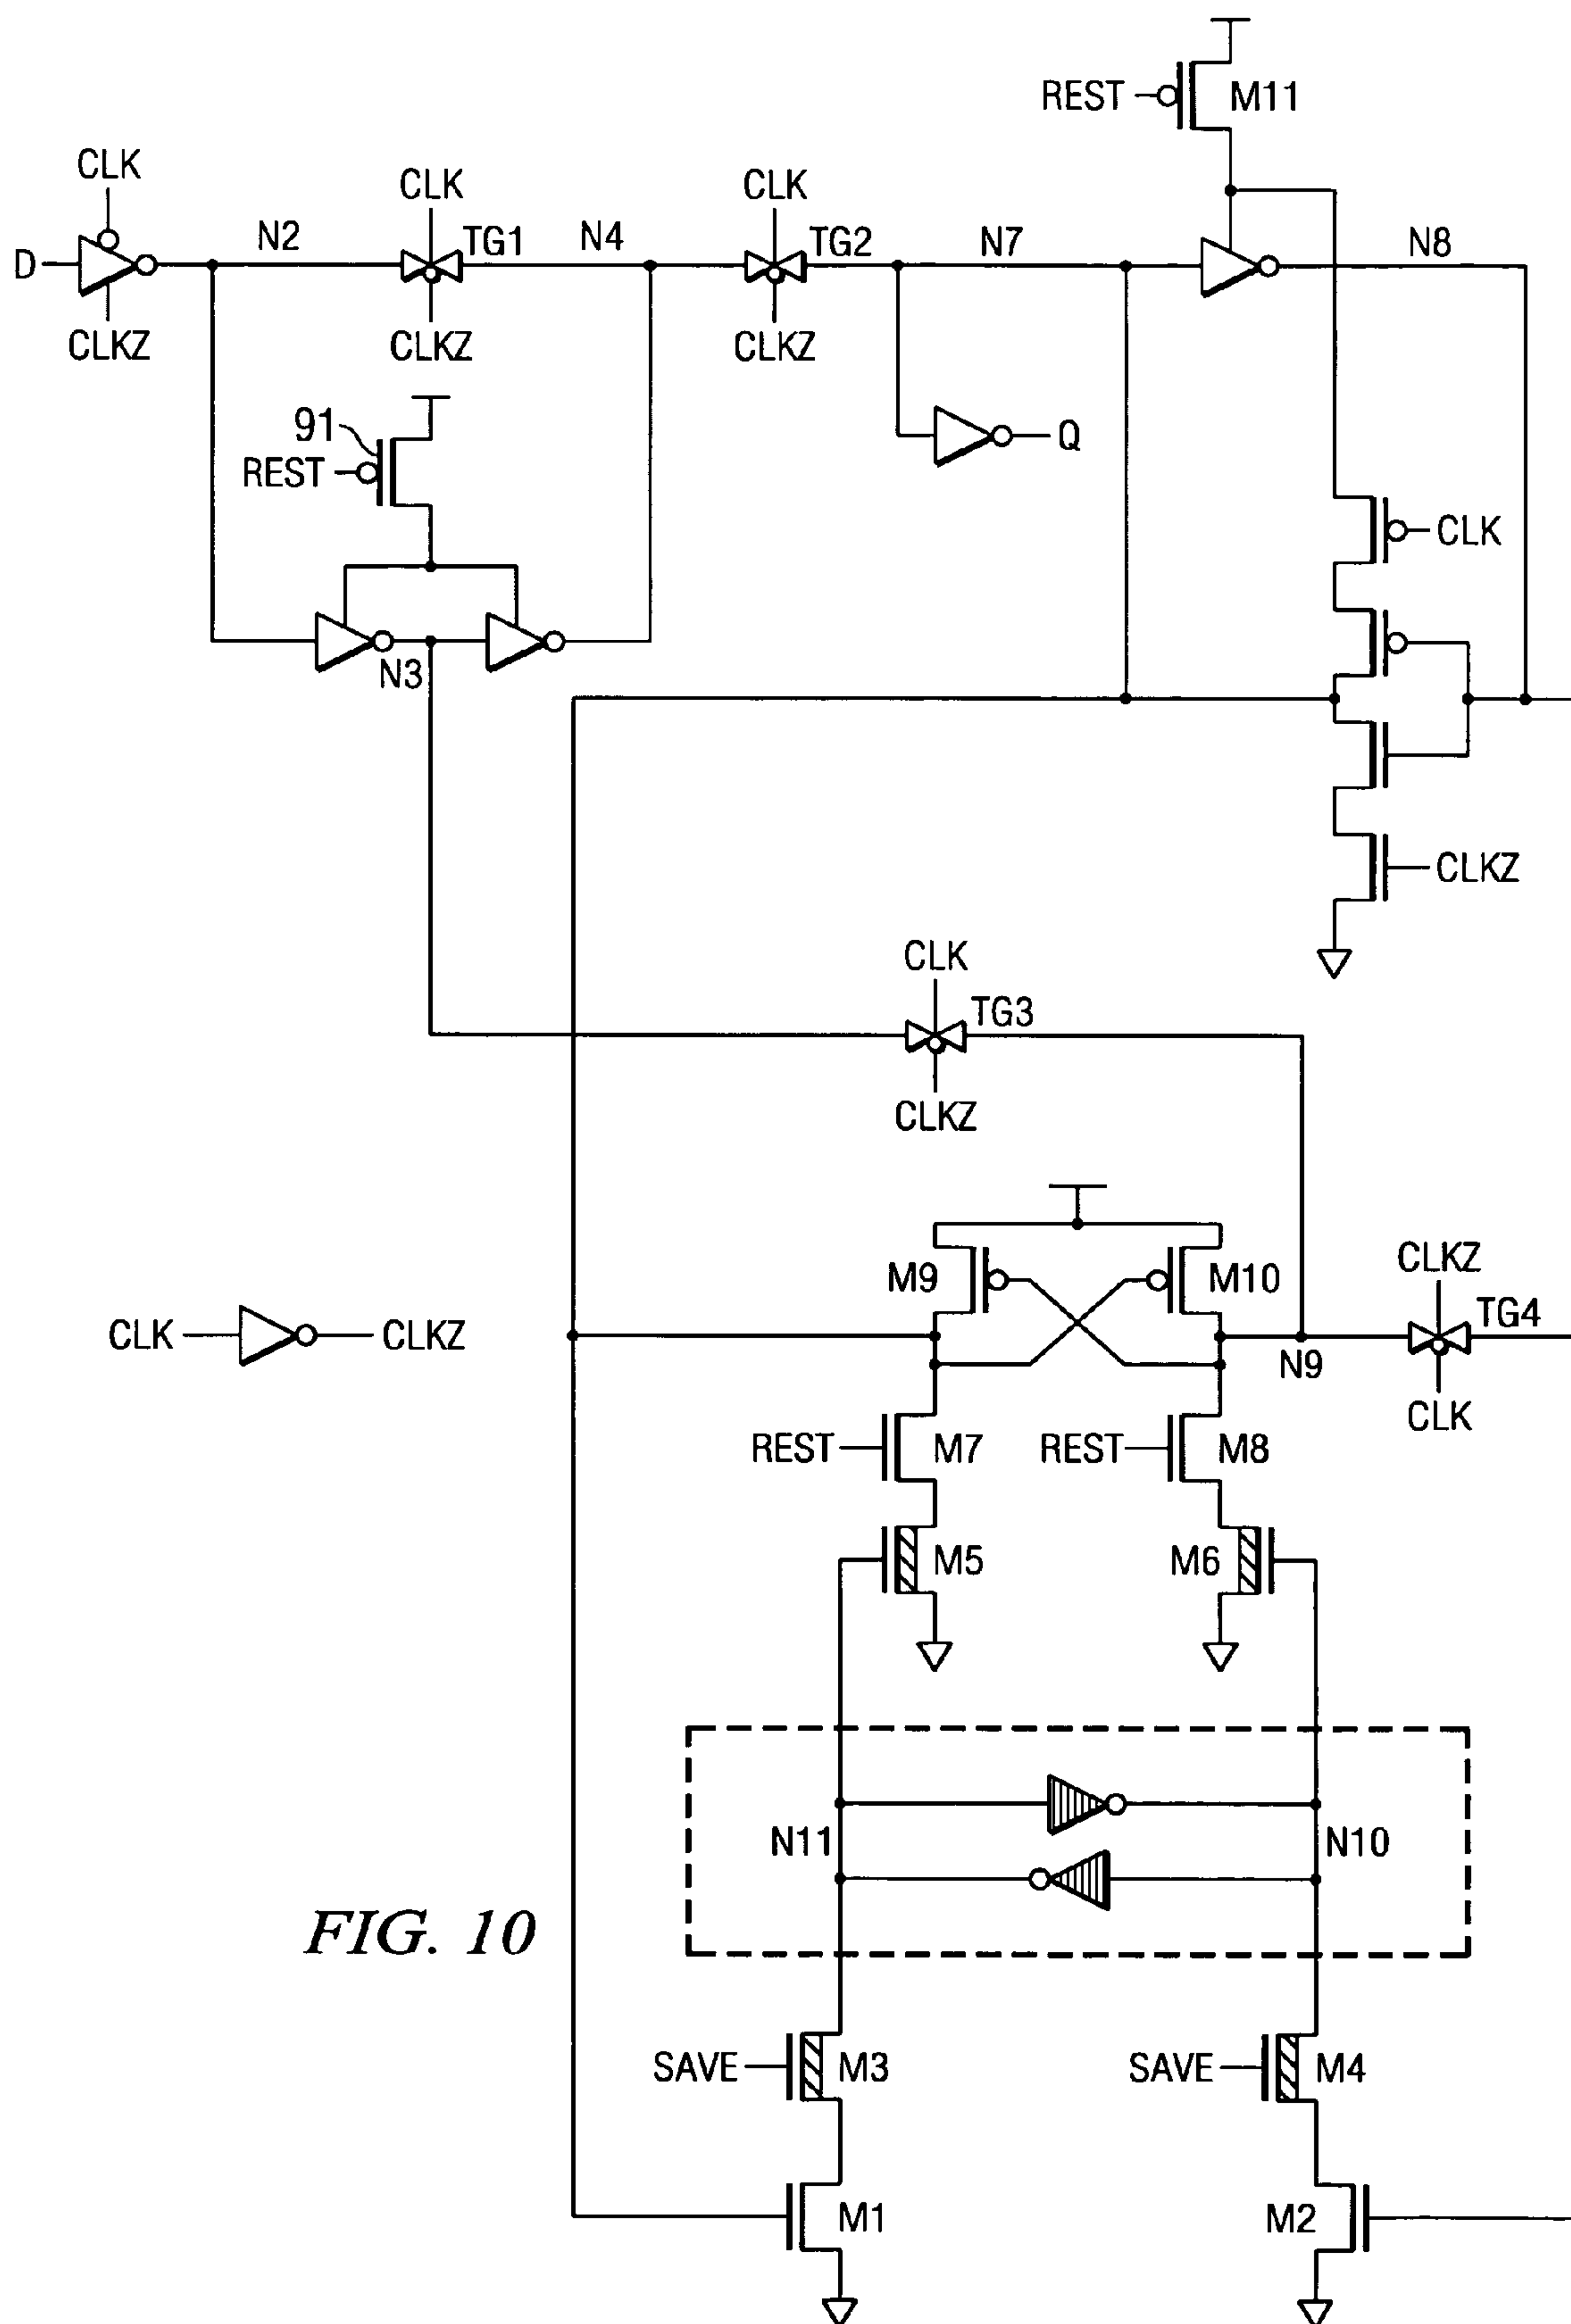 REST
M11
CLK
CLK
CLK
D
N2
TG1
N4
TG2
N7
N8
CLKZ
CLKZ
CLKZ
91
REST
Q
CLK
N3
CLKZ
CLK
TG3
CLKZ
M9
M10
CLKZ
TG4
CLK
CLKZ
N9
CLK
REST
M7
REST
M8
M5
M6
N11
N10
FIG. 10
SAVE
M3
SAVE
M4
M1
M2